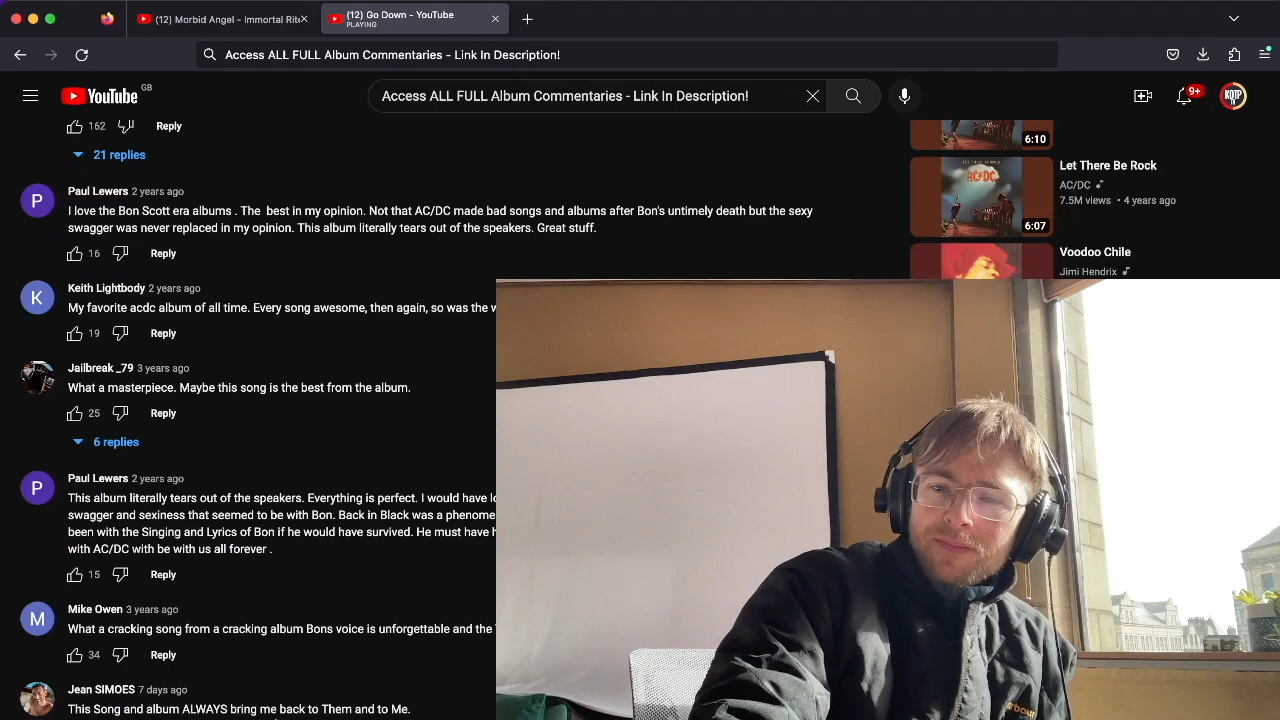 (12) Morbid Angel - Immortal Rite
(12) Go Down - YouTube
PLAYING
Access ALL FULL Album Commentaries - Link In Description!
YouTube GB
Access ALL FULL Album Commentaries - Link In Description!
9+
KOTP
162 Reply
21 replies
Paul Lewers 2 years ago
I love the Bon Scott era albums . The best in my opinion. Not that AC/DC made bad songs and albums after Bon's untimely death but the sexy
swagger was never replaced in my opinion. This album literally tears out of the speakers. Great stuff.
16 Reply
Keith Lightbody 2 years ago
My favorite acdc album of all time. Every song awesome, then again, so was the
19 Reply
Jailbreak _79 3 years ago
What a masterpiece. Maybe this song is the best from the album.
25 Reply
6 replies
Paul Lewers 2 years ago
This album literally tears out of the speakers. Everything is perfect. I would have
swagger and sexiness that seemed to be with Bon. Back in Black was a
been with the Singing and Lyrics of Bon if he would have survived. He must have
with AC/DC with be with us all forever .
15 Reply
Mike Owen 3 years ago
What a cracking song from a cracking album Bons voice is unforgettable and the
34 Reply
Jean SIMOES 7 days ago
This Song and album ALWAYS bring me back to Them and to Me.
6:10
LET THERE BE ROCK
AC/DC
6:07
Let There Be Rock
AC/DC
7.5M views • 4 years ago
Voodoo Chile
Jimi Hendrix
P
K
P
M